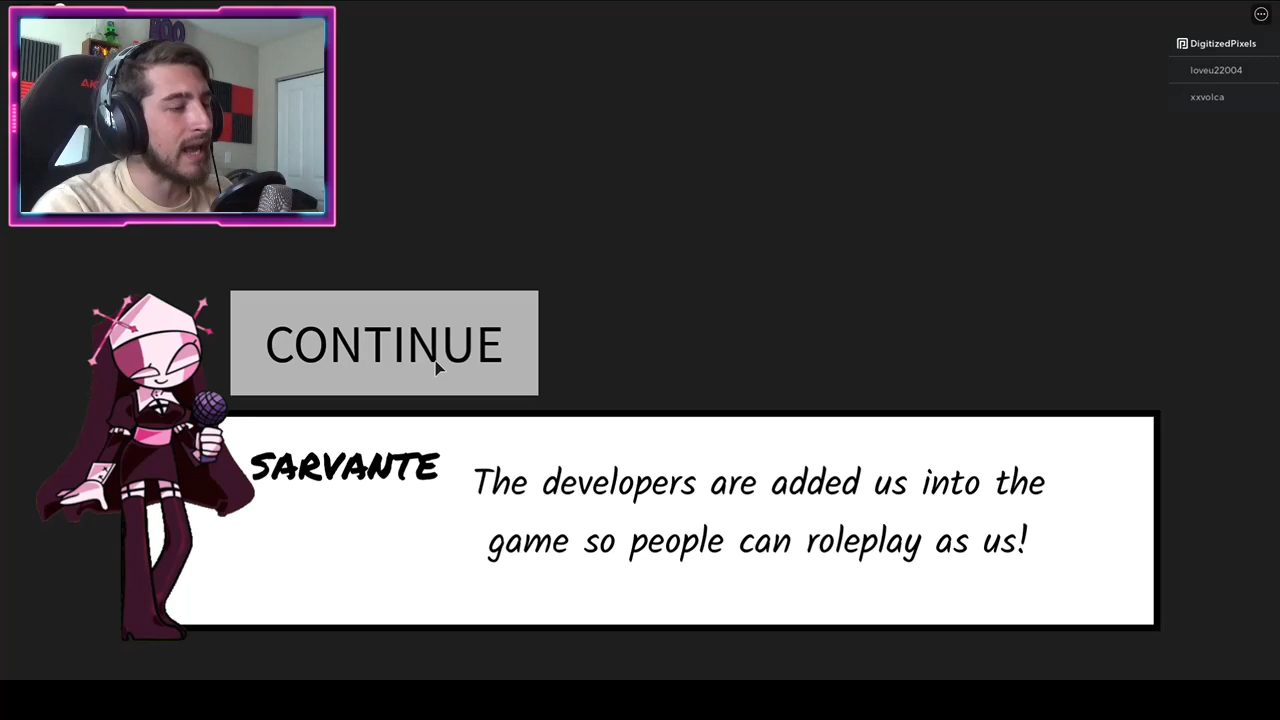 DigitizedPixels
loveu22004
xxvolca
CONTINUE
SARVANTE
The developers are added us into the
game so people can roleplay as us!